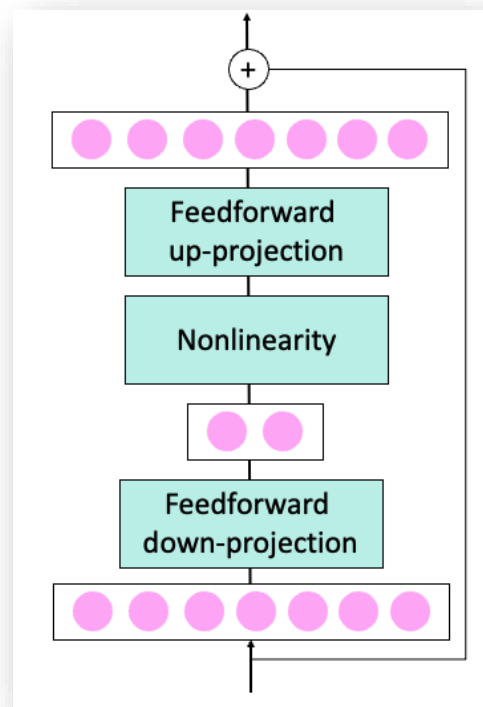 +
Feedforward
up-projection
Nonlinearity
Feedforward
down-projection